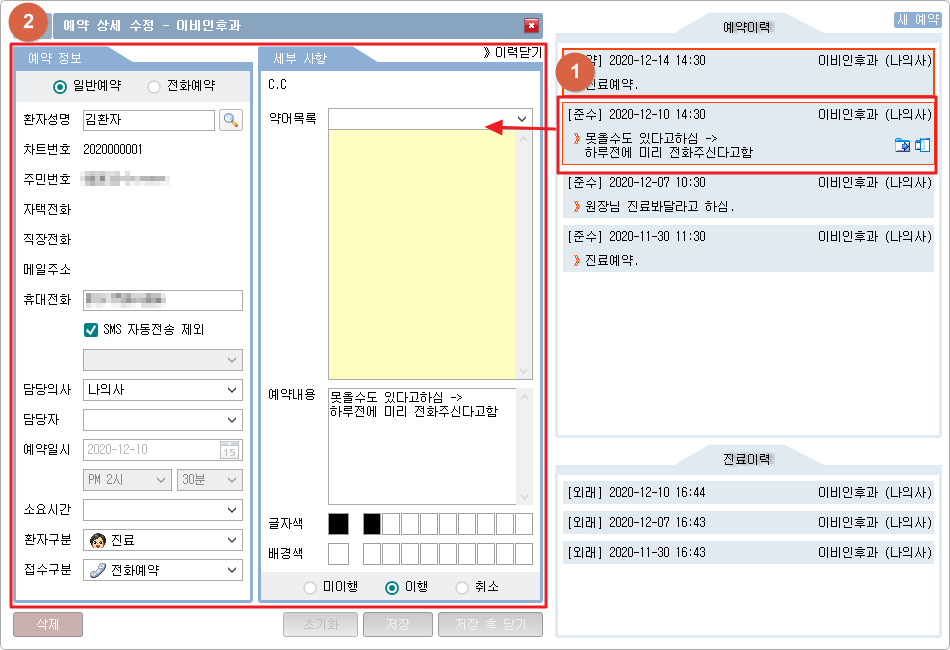 2 예약 상세 수정 - 이비인후과
예약 정보
일반예약 전화예약
환자성명 김환자
차트번호 2020000001
주민번호
자택전화
직장전화
메일주소
휴대전화
SMS 자동전송 제외
담당의사 나의사
담당자
예약일시 2020-12-10 15
PM 2시 30분
소요시간
환자구분 진료
접수구분 전화예약
세부 사항 》이력닫기
C.C
약어목록
예약내용 못올수도 있다고하심 ->
하루전에 미리 전화주신다고함
글자색
배경색
미이행 이행 취소
삭제 초기화 저장 저장 후 닫기
예약이력 새 예약
1
약] 2020-12-14 14:30 이비인후과 (나의사)
진료예약.
[준수] 2020-12-10 14:30 이비인후과 (나의사)
》못올수도 있다고하심 ->
하루전에 미리 전화주신다고함
[준수] 2020-12-07 10:30 이비인후과 (나의사)
》원장님 진료봐달라고 하심.
[준수] 2020-11-30 11:30 이비인후과 (나의사)
》진료예약.
진료이력
[외래] 2020-12-10 16:44 이비인후과 (나의사)
[외래] 2020-12-07 16:43 이비인후과 (나의사)
[외래] 2020-11-30 16:43 이비인후과 (나의사)